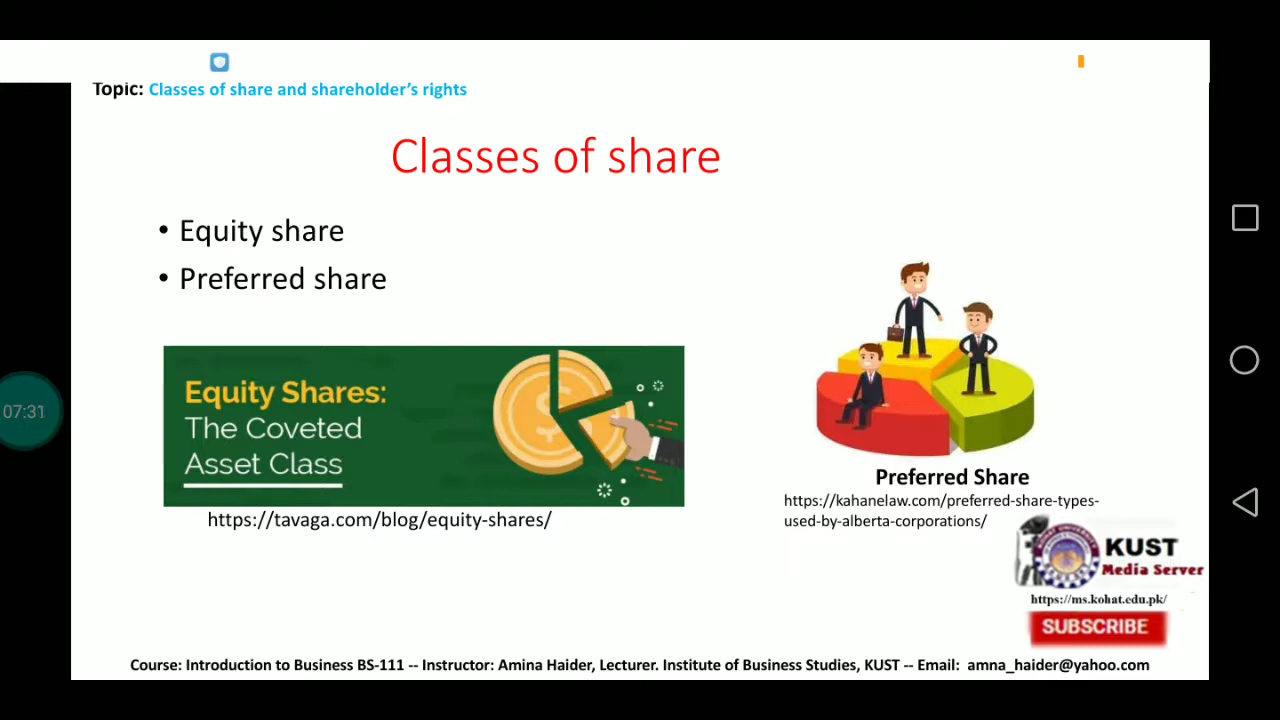 Topic: Classes of share and shareholder's rights
Classes of share
• Equity share
• Preferred share
Equity Shares:
The Coveted
Asset Class
https://tavaga.com/blog/equity-shares/
Preferred Share
https://kahanelaw.com/preferred-share-types-
used-by-alberta-corporations/
07:31
KUST
Media Server
https://ms.kohat.edu.pk/
SUBSCRIBE
Course: Introduction to Business BS-111 -- Instructor: Amina Haider, Lecturer. Institute of Business Studies, KUST -- Email: amna_haider@yahoo.com